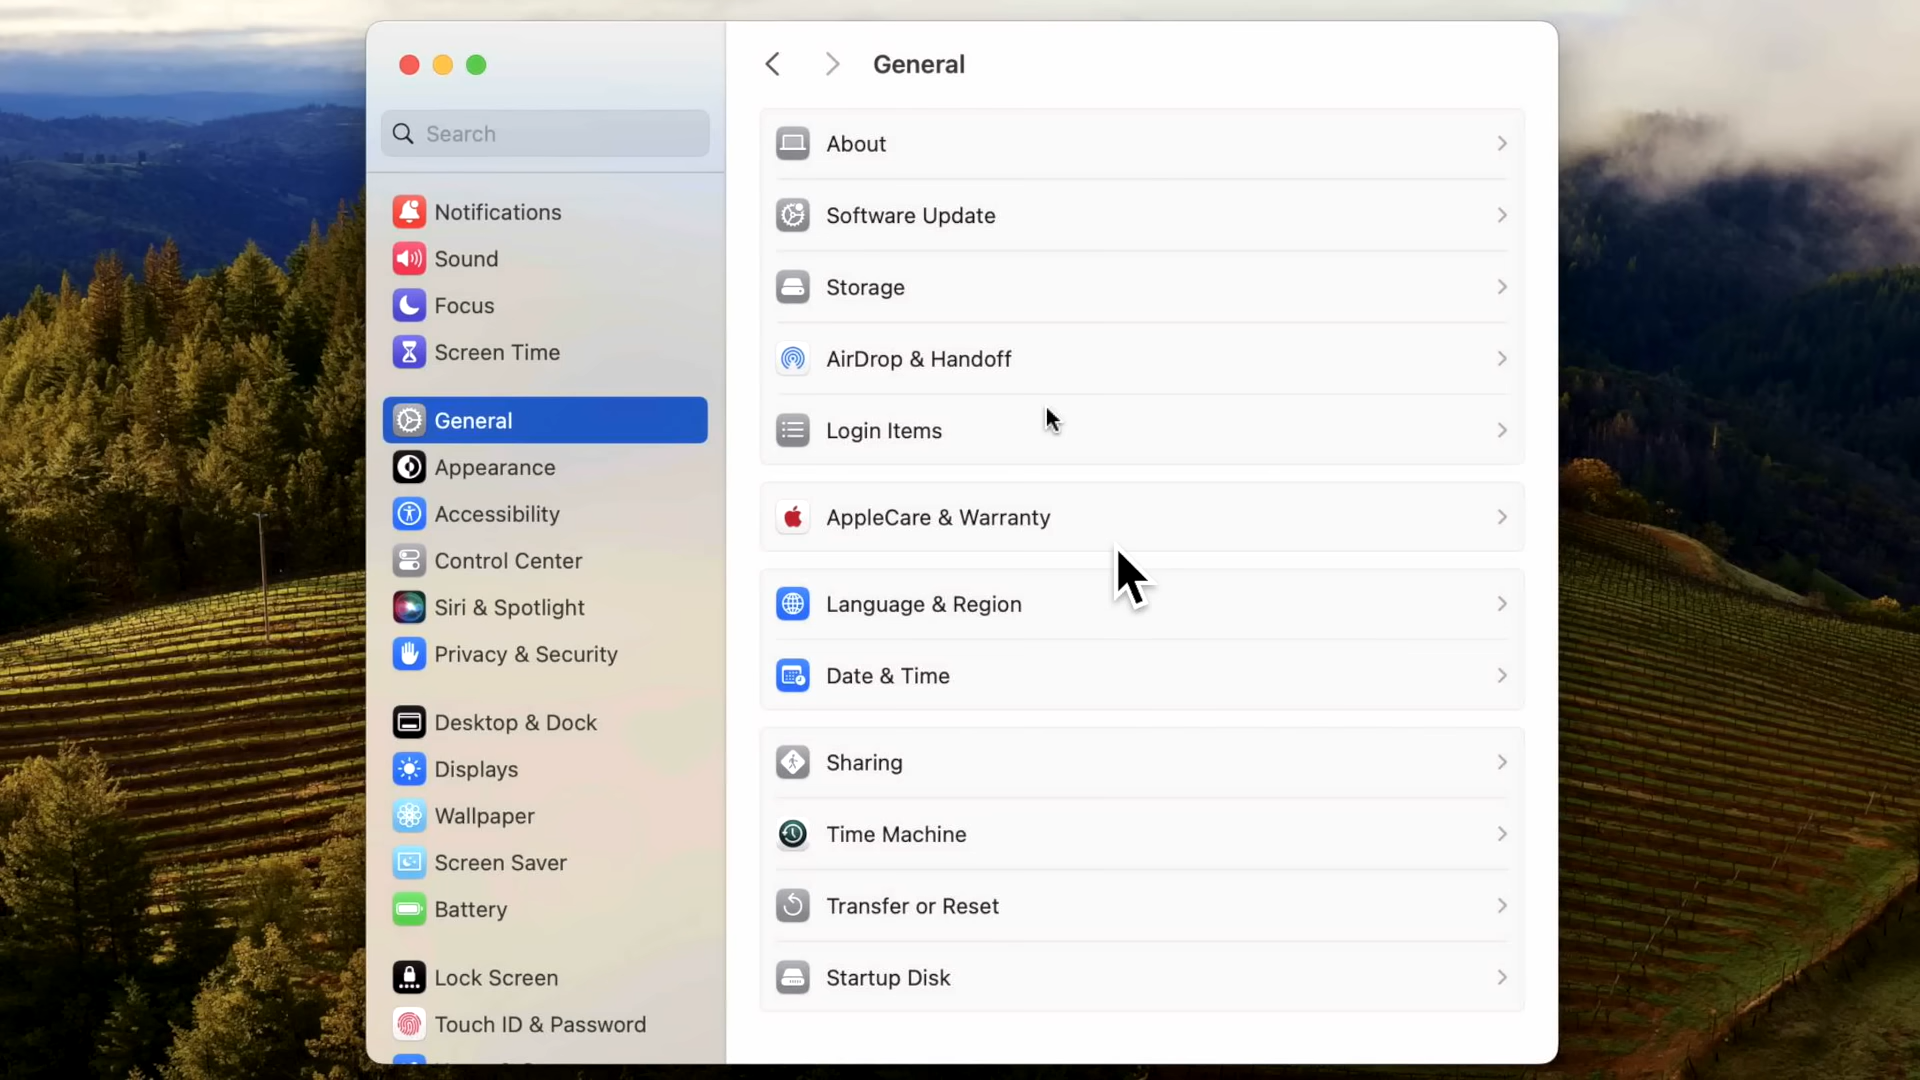 General
Search
Notifications
Sound
Focus
Screen Time
General
Appearance
Accessibility
Control Center
Siri & Spotlight
Privacy & Security
Desktop & Dock
Displays
Wallpaper
Screen Saver
Battery
Lock Screen
Touch ID & Password
About
Software Update
Storage
AirDrop & Handoff
Login Items
AppleCare & Warranty
Language & Region
Date & Time
Sharing
Time Machine
Transfer or Reset
Startup Disk